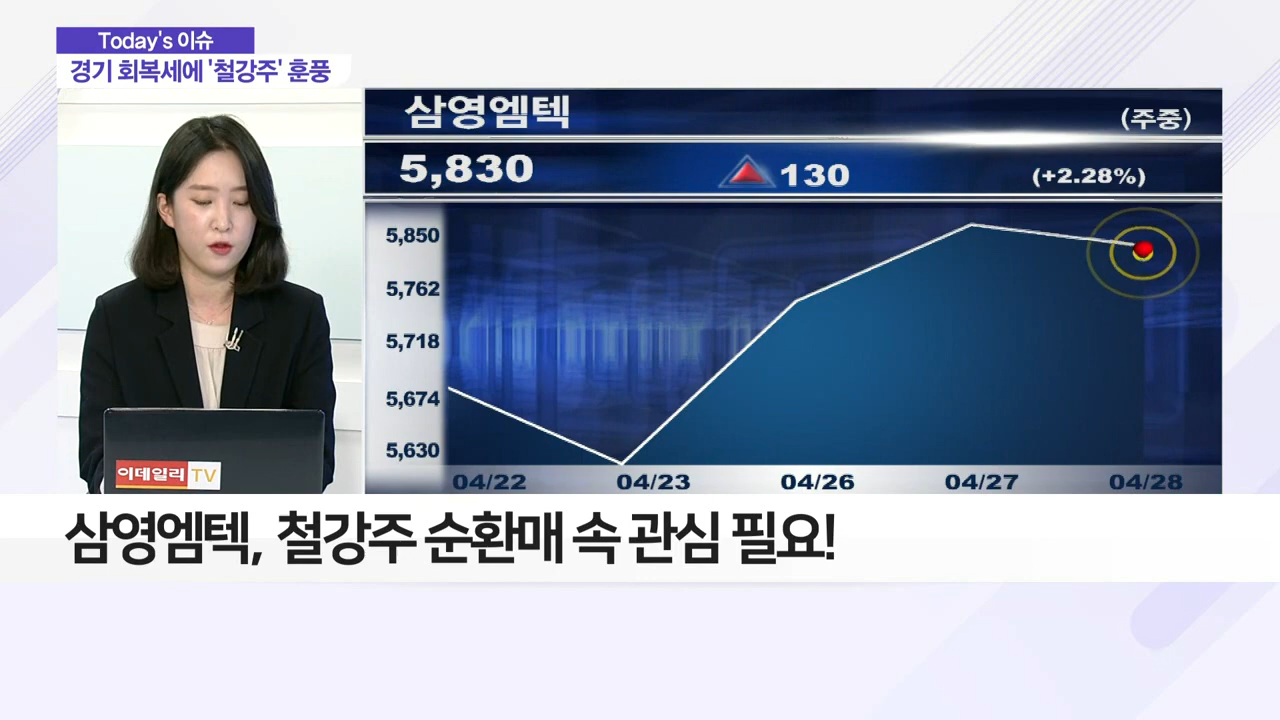 Today's 이슈
경기 회복세에 '철강주' 훈풍
삼영엠텍 (주중)
5,830 130 (+2.28%)
5,850
5,762
5,718
5,674
5,630
04/22 04/23 04/26 04/27 04/28
이데일리 TV
삼영엠텍, 철강주 순환매 속 관심 필요!